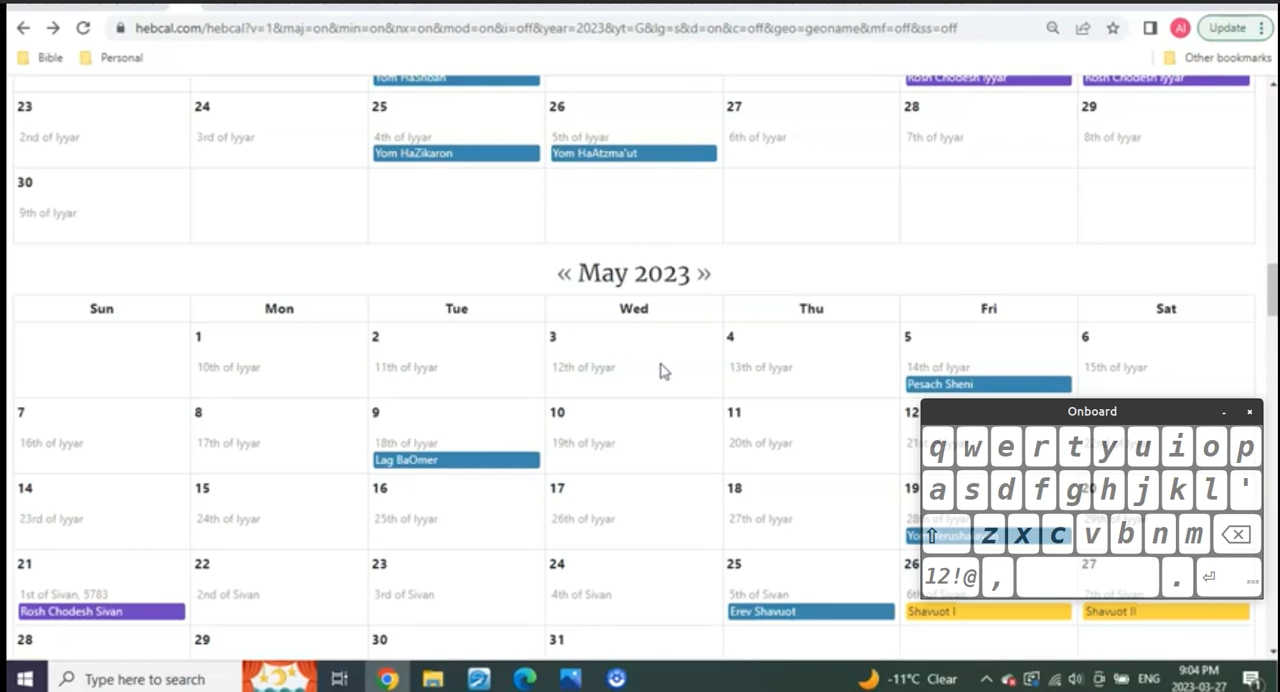 hebcal.com/hebcal?v=1&maj=on&min=on&nx=on&mod=on&i=off&year=2023&yt=G&lg=s&d=on&c=off&geo=geoname&mf=off&ss=off
AI Update
Bible Personal Other bookmarks
Yom HaShoah Rosh Chodesh Iyyar Rosh Chodesh Iyyar
23 24 25 26 27 28 29
2nd of Iyyar 3rd of Iyyar 4th of Iyyar 5th of Iyyar 6th of Iyyar 7th of Iyyar 8th of Iyyar
Yom HaZikaron Yom HaAtzma'ut
30
9th of Iyyar
« May 2023 »
Sun Mon Tue Wed Thu Fri Sat
1 2 3 4 5 6
10th of Iyyar 11th of Iyyar 12th of Iyyar 13th of Iyyar 14th of Iyyar 15th of Iyyar
Pesach Sheni
7 8 9 10 11 12
16th of Iyyar 17th of Iyyar 18th of Iyyar 19th of Iyyar 20th of Iyyar
Lag BaOmer
14 15 16 17 18 19 20
23rd of Iyyar 24th of Iyyar 25th of Iyyar 26th of Iyyar 27th of Iyyar
21 22 23 24 25 26 27
1st of Sivan, 5783 2nd of Sivan 3rd of Sivan 4th of Sivan 5th of Sivan
Rosh Chodesh Sivan Erev Shavuot Shavuot I Shavuot II
28 29 30 31
Onboard - ×
q w e r t y u i o p
a s d f g h j k l '
⇧ z x c v b n m ⌫
12!@ , . ⏎ ...
Type here to search -11°C Clear ENG 9:04 PM
2023-03-27
1